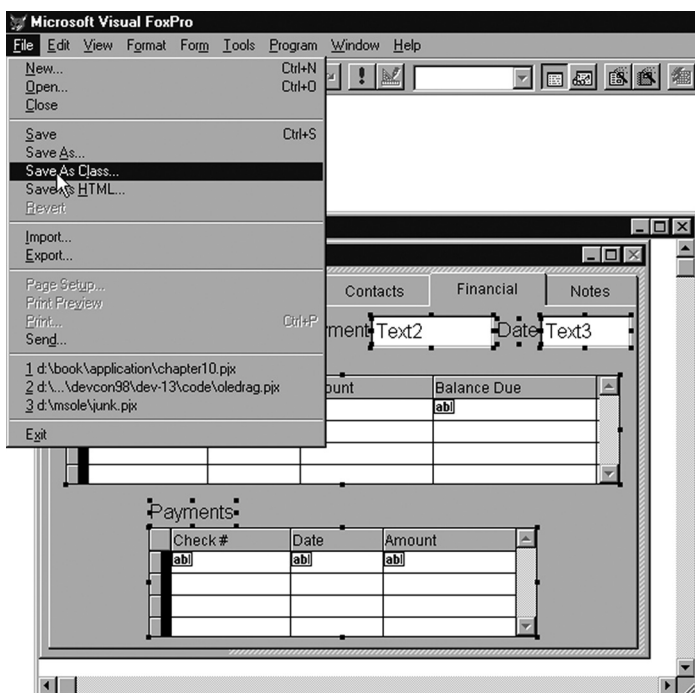 Microsoft Visual FoxPro
File Edit View Format Form Tools Program Window Help
New... Ctrl+N
Open... Ctrl+O
Close
Save Ctrl+S
Save As...
Save As Class...
Save As HTML...
Revert
Import...
Export...
Page Setup...
Print Preview
Print... Ctrl+P
Send...
1 d:\book\application\chapter10.pjx
2 d:\...\devcon98\dev-13\code\oledrag.pjx
3 d:\msole\junk.pjx
Exit
Contacts Financial Notes
Text2 Date Text3
Balance Due
abl
Payments
Check # Date Amount
abl abl abl